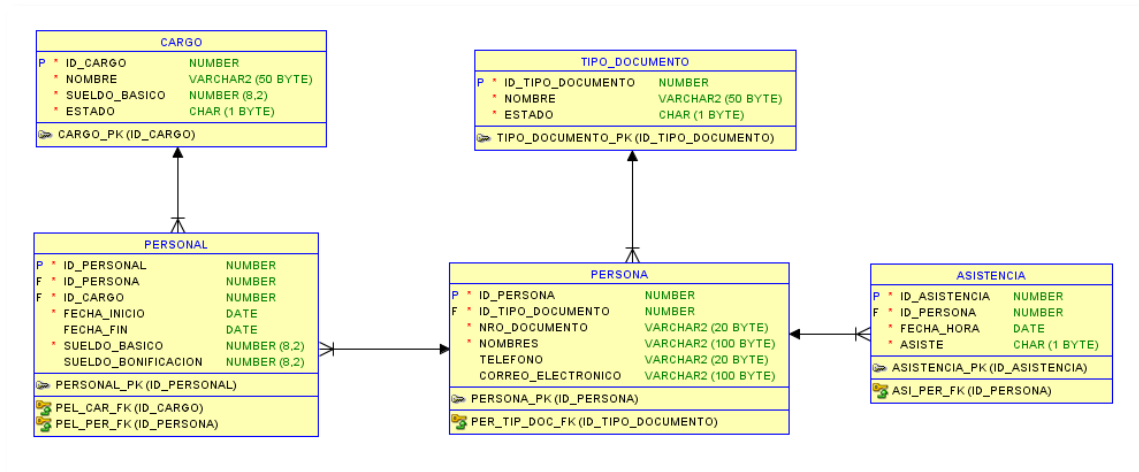 CARGO
P * ID_CARGO NUMBER
* NOMBRE VARCHAR2 (50 BYTE)
* SUELDO_BASICO NUMBER (8,2)
* ESTADO CHAR (1 BYTE)
CARGO_PK (ID_CARGO)
TIPO_DOCUMENTO
P * ID_TIPO_DOCUMENTO NUMBER
* NOMBRE VARCHAR2 (50 BYTE)
* ESTADO CHAR (1 BYTE)
TIPO_DOCUMENTO_PK (ID_TIPO_DOCUMENTO)
PERSONAL
P * ID_PERSONAL NUMBER
F * ID_PERSONA NUMBER
F * ID_CARGO NUMBER
* FECHA_INICIO DATE
FECHA_FIN DATE
* SUELDO_BASICO NUMBER (8,2)
SUELDO_BONIFICACION NUMBER (8,2)
PERSONAL_PK (ID_PERSONAL)
PEL_CAR_FK (ID_CARGO)
PEL_PER_FK (ID_PERSONA)
PERSONA
P * ID_PERSONA NUMBER
F * ID_TIPO_DOCUMENTO NUMBER
* NRO_DOCUMENTO VARCHAR2 (20 BYTE)
* NOMBRES VARCHAR2 (100 BYTE)
TELEFONO VARCHAR2 (20 BYTE)
CORREO_ELECTRONICO VARCHAR2 (100 BYTE)
PERSONA_PK (ID_PERSONA)
PER_TIP_DOC_FK (ID_TIPO_DOCUMENTO)
ASISTENCIA
P * ID_ASISTENCIA NUMBER
F * ID_PERSONA NUMBER
* FECHA_HORA DATE
* ASISTE CHAR (1 BYTE)
ASISTENCIA_PK (ID_ASISTENCIA)
ASI_PER_FK (ID_PERSONA)